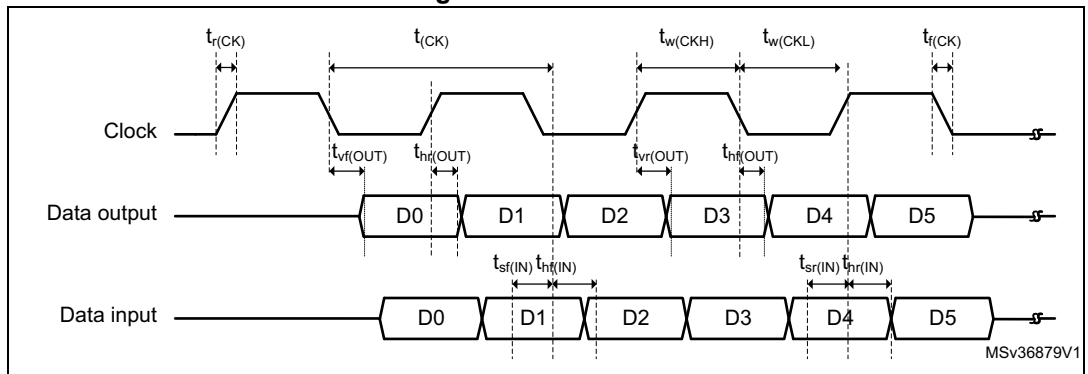 tr(CK) t(CK) tw(CKH) tw(CKL) tf(CK)
Clock
tvf(OUT) thr(OUT) tvr(OUT) thf(OUT)
Data output D0 D1 D2 D3 D4 D5
tsf(IN) thf(IN) tsr(IN) thr(IN)
Data input D0 D1 D2 D3 D4 D5
MSv36879V1